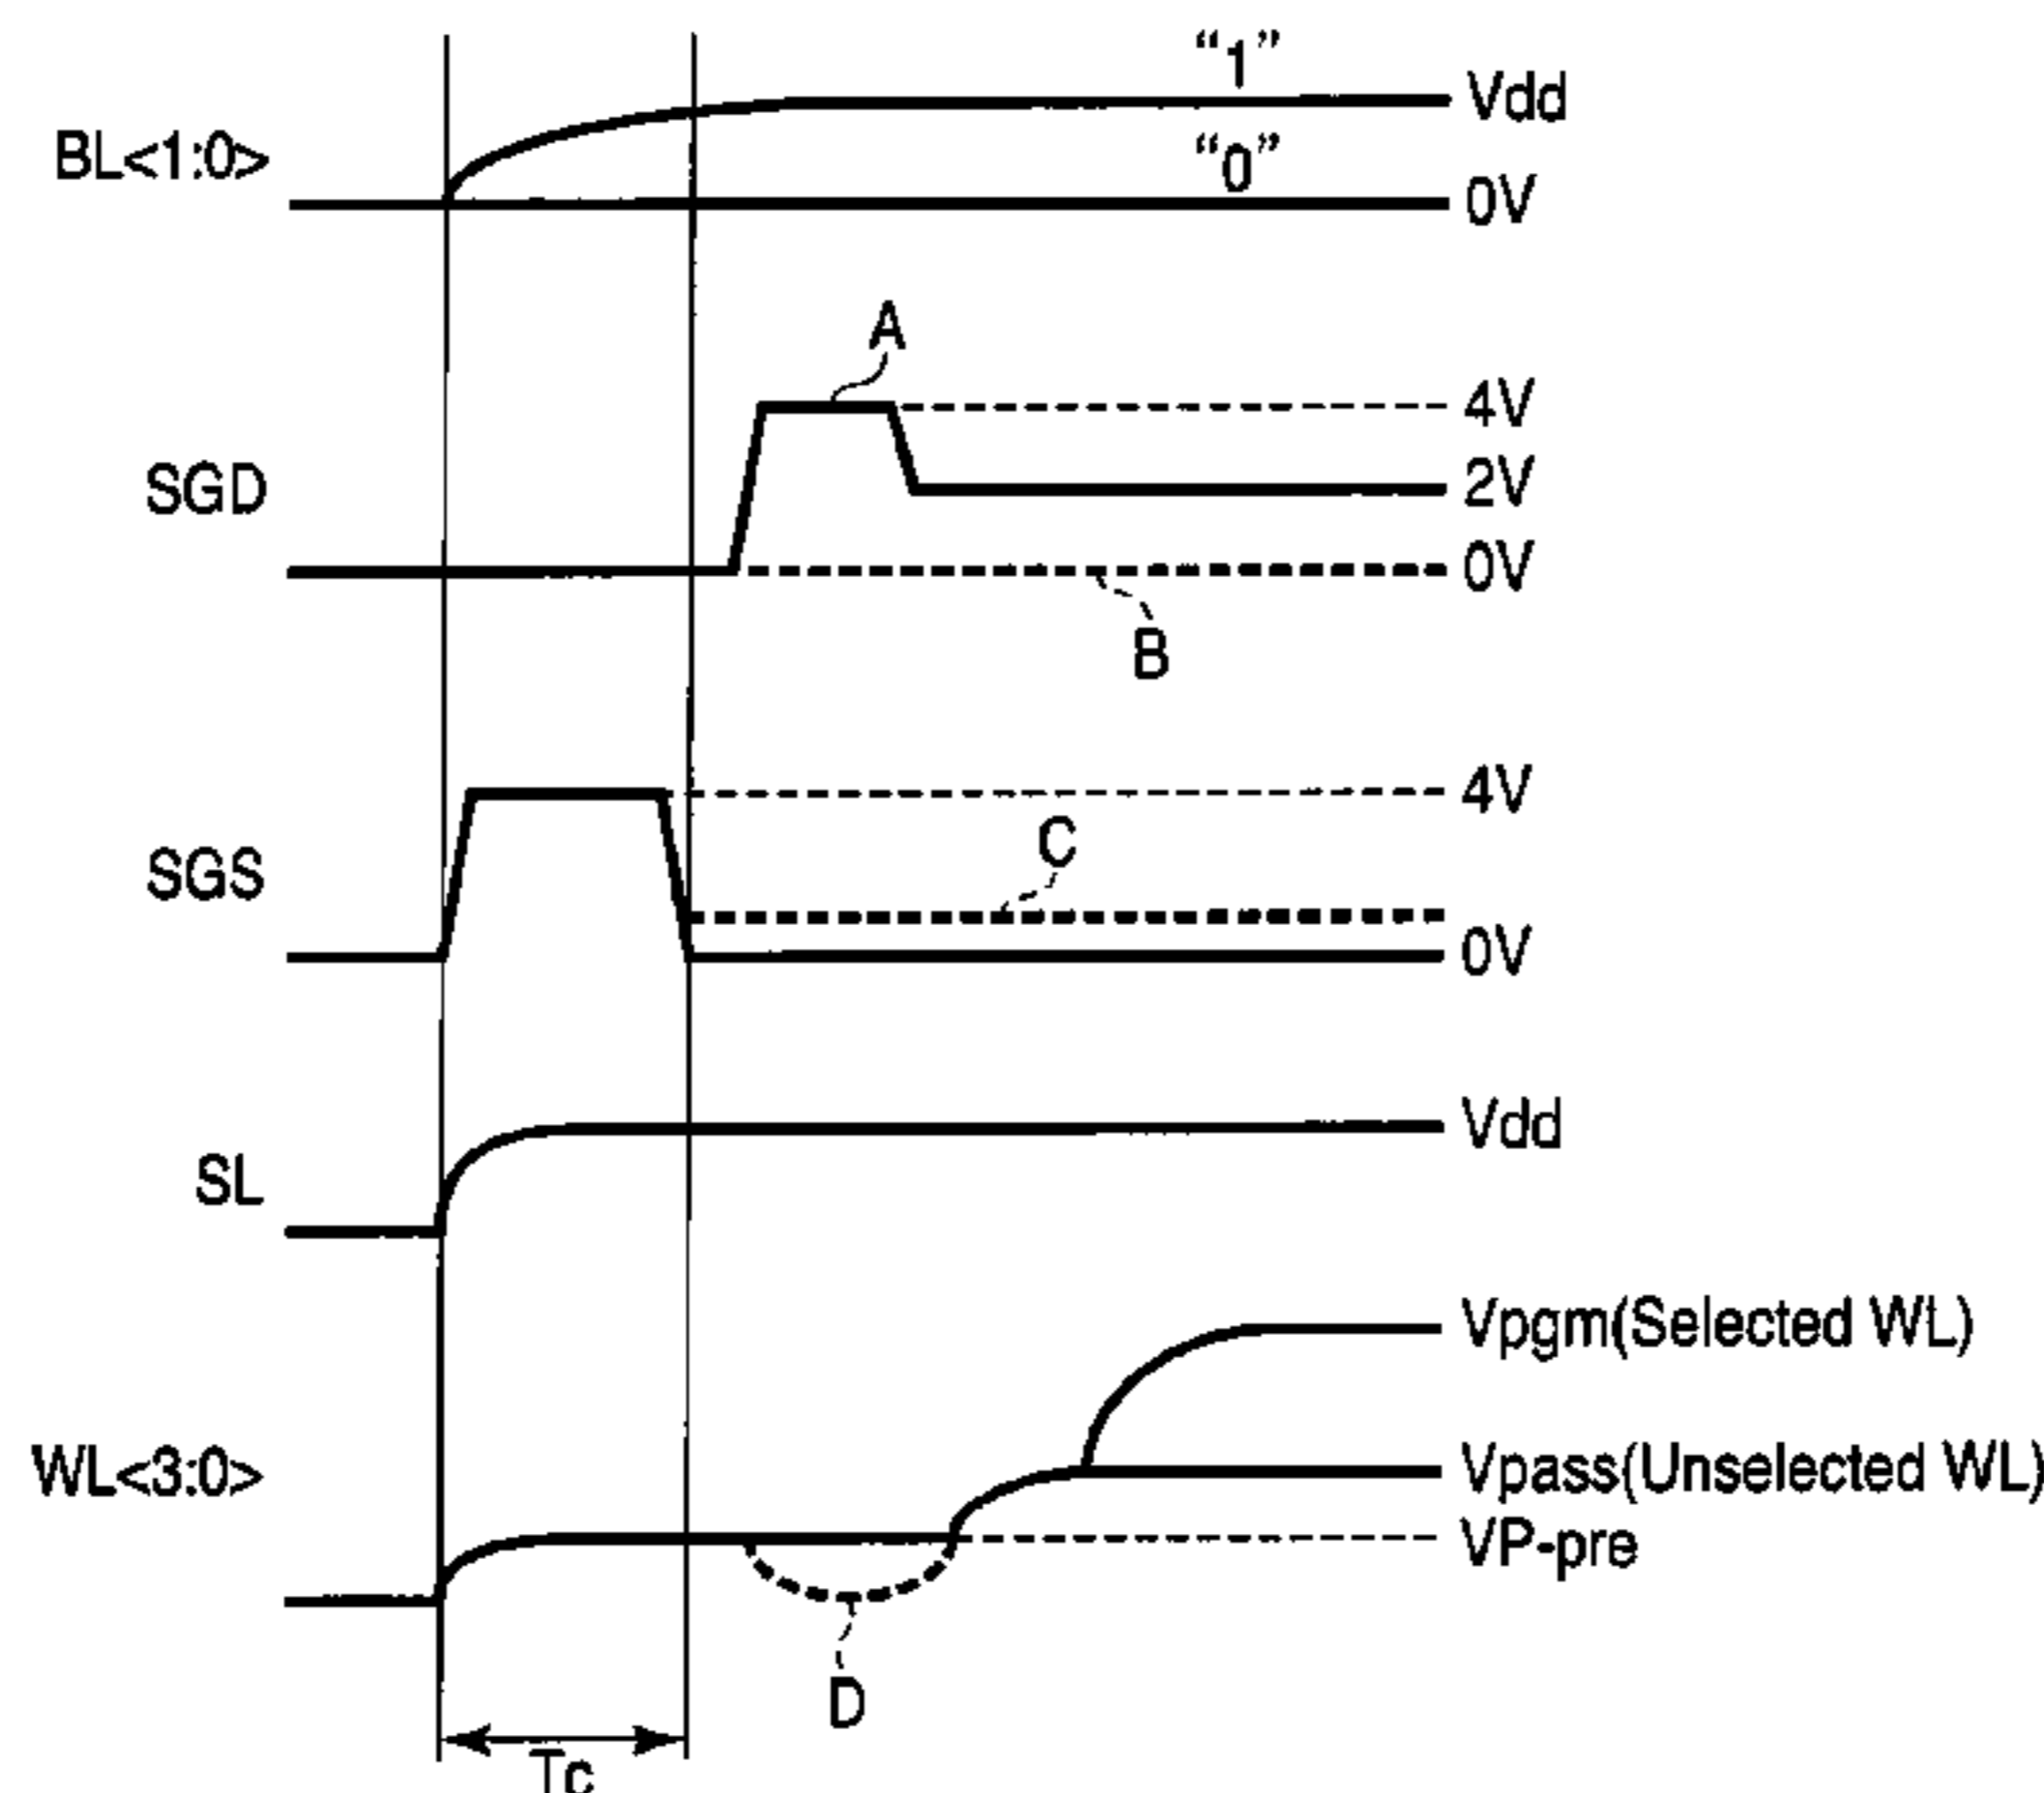 “1”
Vdd
BL<1:0>
“0”
0V
A
4V
SGD
2V
0V
B
4V
C
SGS
0V
Vdd
SL
Vpgm(Selected WL)
WL<3:0>
Vpass(Unselected WL)
VP-pre
D
Tc